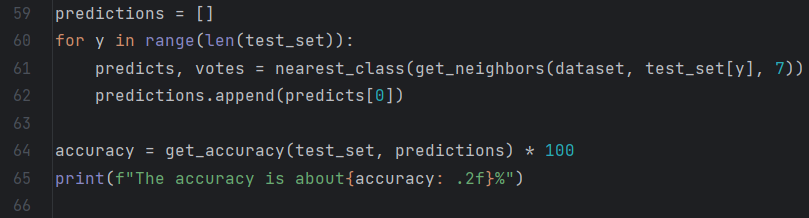 59 predictions = []
60 for y in range(len(test_set)):
61     predicts, votes = nearest_class(get_neighbors(dataset, test_set[y], 7))
62     predictions.append(predicts[0])
63
64 accuracy = get_accuracy(test_set, predictions) * 100
65 print(f"The accuracy is about{accuracy: .2f}%")
66